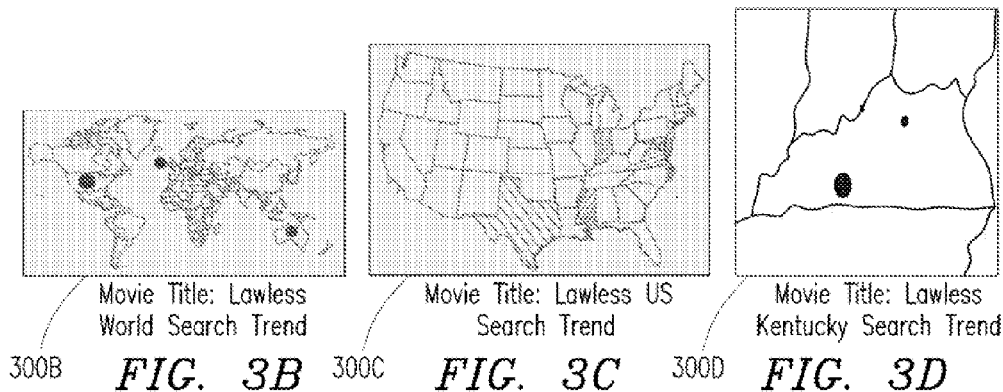 Movie Title: Lawless
World Search Trend
300B
FIG. 3B
Movie Title: Lawless US
Search Trend
300C
FIG. 3C
Movie Title: Lawless
Kentucky Search Trend
300D
FIG. 3D